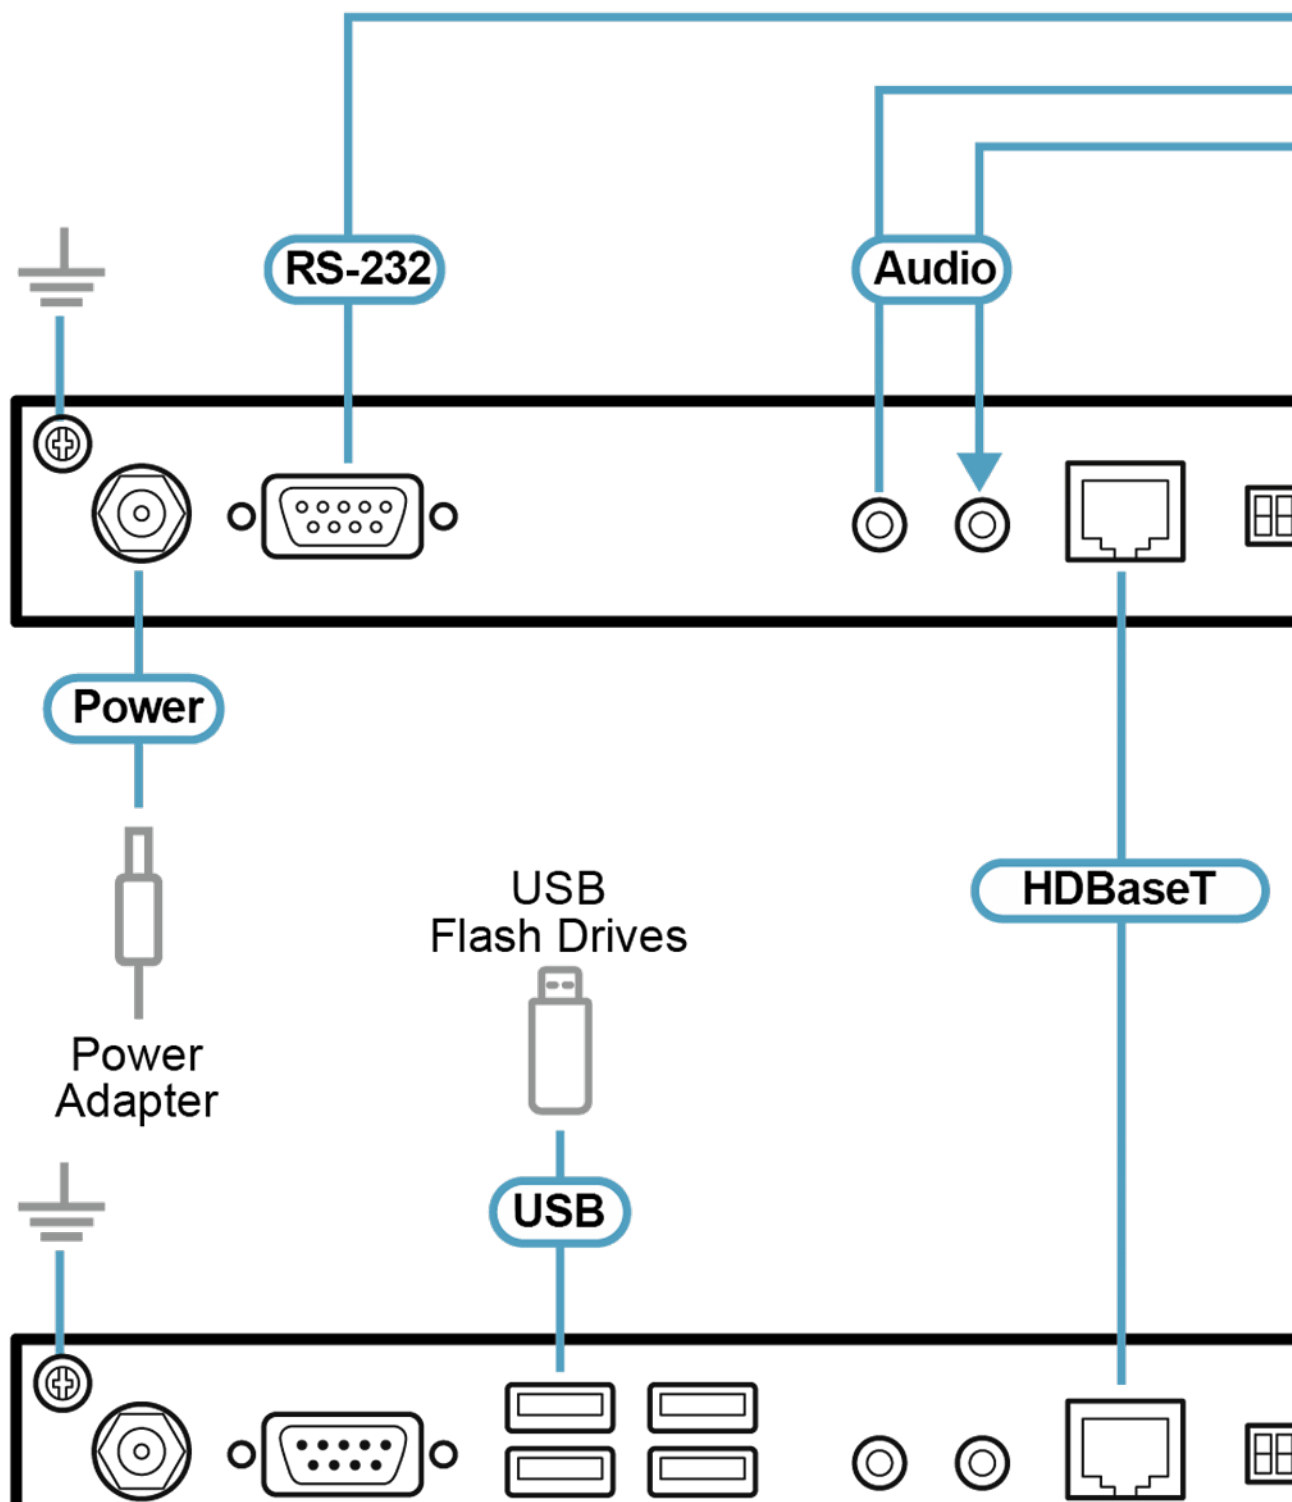 RS-232
Audio
Power
HDBaseT
USB
Flash Drives
Power
Adapter
USB